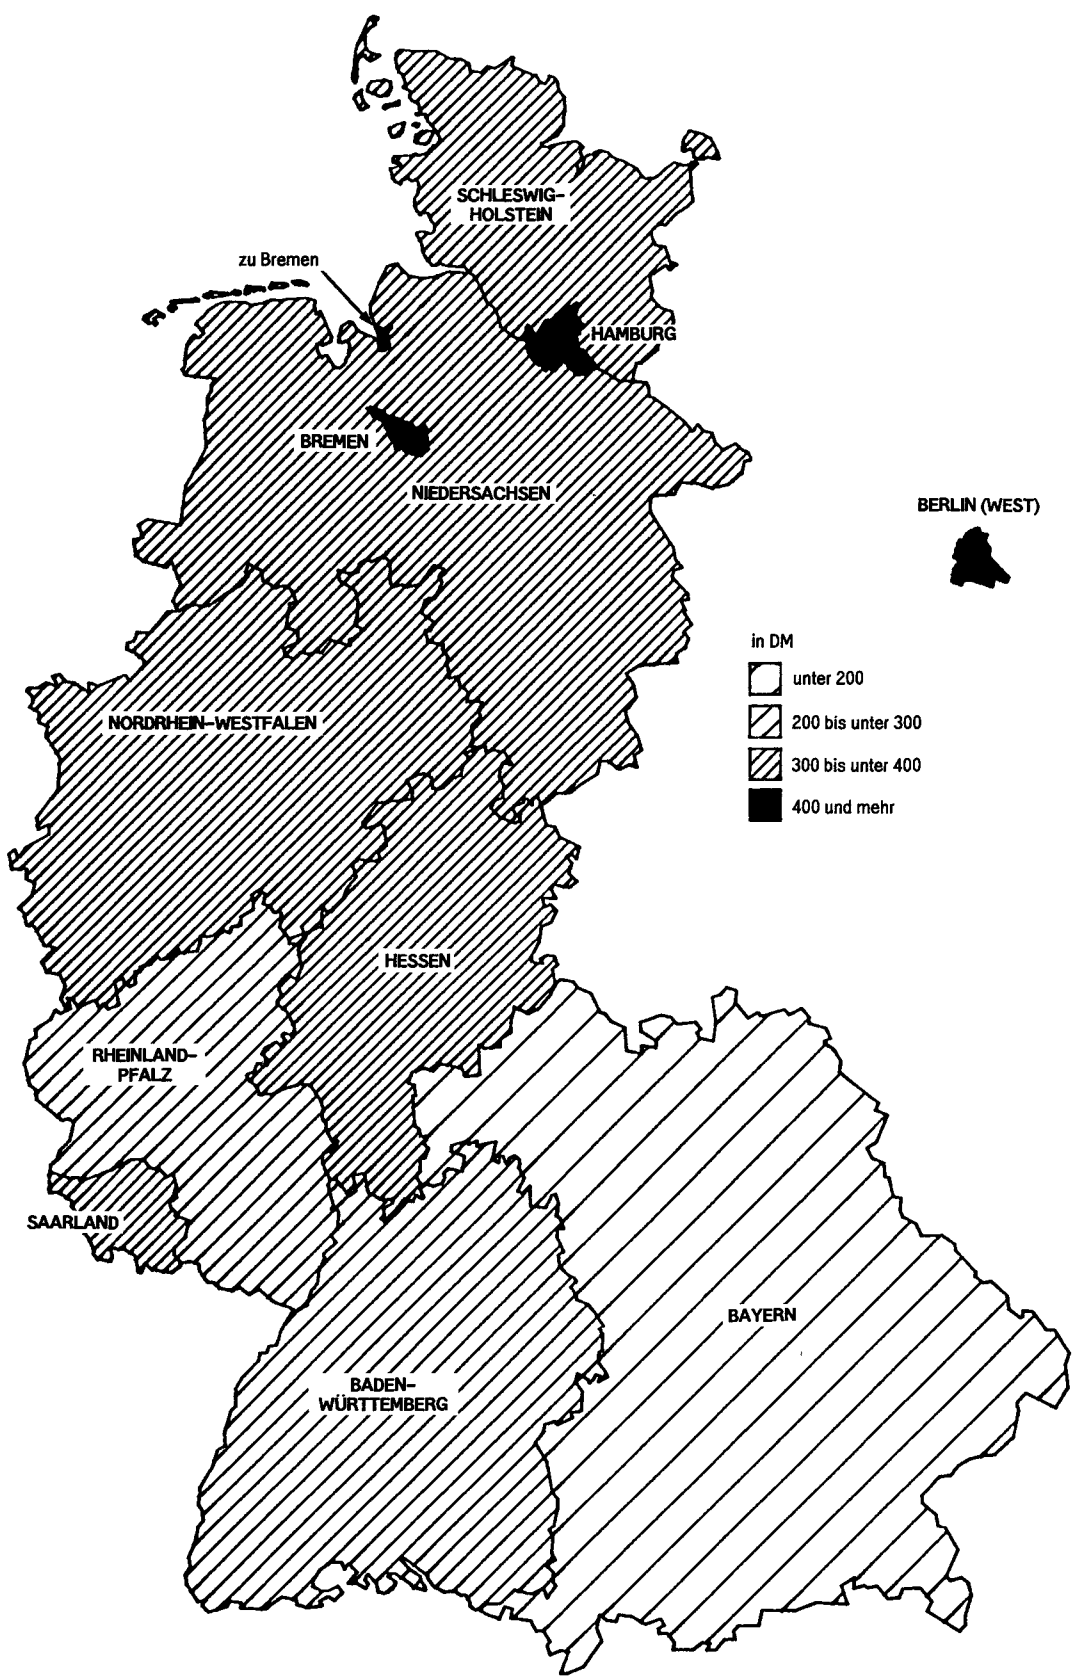 SCHLESWIG-
HOLSTEIN
zu Bremen
HAMBURG
BREMEN
NIEDERSACHSEN
BERLIN (WEST)
in DM
unter 200
200 bis unter 300
300 bis unter 400
400 und mehr
NORDRHEIN-WESTFALEN
HESSEN
RHEINLAND-
PFALZ
SAARLAND
BAYERN
BADEN-
WÜRTTEMBERG